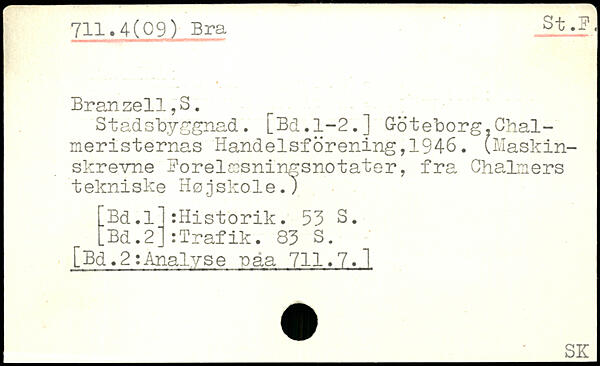 711.4(09) Bra
St.F.
Branzell,S.
Stadsbyggnad. [Bd.1-2.] Göteborg,Chal-
meristernas Handelsförening,1946. (Maskin-
skrevne Forelæsningsnotater, fra Chalmers
tekniske Højskole.)
[Bd.1]:Historik. 53 S.
[Bd.2]:Trafik. 83 S.
[Bd.2:Analyse paa 711.7.]
SK